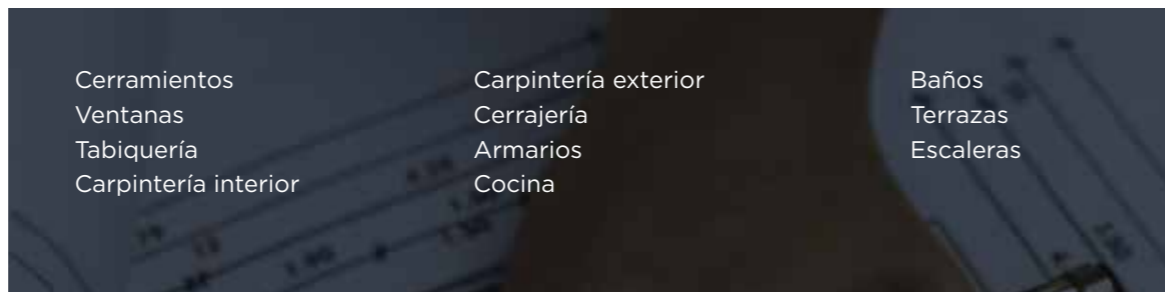 Cerramientos
Ventanas
Tabiquería
Carpintería interior
Carpintería exterior
Cerrajería
Armarios
Cocina
Baños
Terrazas
Escaleras